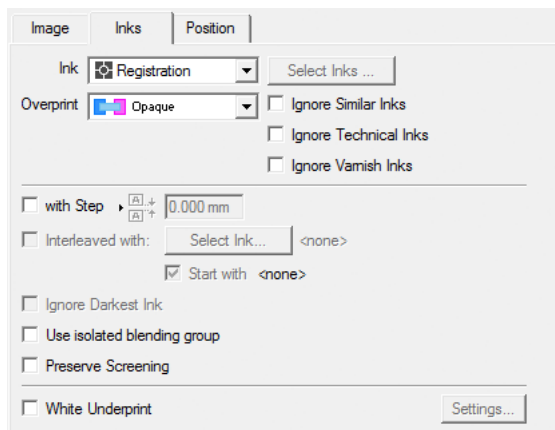 Image Inks Position
Ink Registration Select Inks ...
Overprint Opaque Ignore Similar Inks
Ignore Technical Inks
Ignore Varnish Inks
with Step A A 0.000 mm
Interleaved with: Select Ink... <none>
Start with <none>
Ignore Darkest Ink
Use isolated blending group
Preserve Screening
White Underprint Settings...